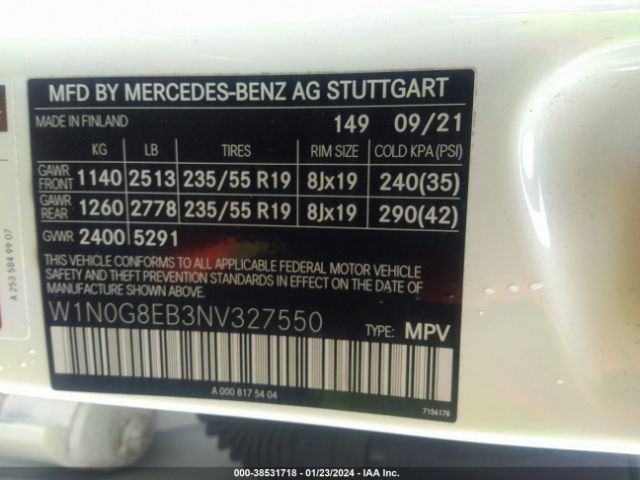 MFD BY MERCEDES-BENZ AG STUTTGART
MADE IN FINLAND 149 09/21
KG LB TIRES RIM SIZE COLD KPA (PSI)
GAWR FRONT 1140 2513 235/55 R19 8Jx19 240(35)
GAWR REAR 1260 2778 235/55 R19 8Jx19 290(42)
GVWR 2400 5291
THIS VEHICLE CONFORMS TO ALL APPLICABLE FEDERAL MOTOR VEHICLE
SAFETY AND THEFT PREVENTION STANDARDS IN EFFECT ON THE DATE OF
MANUFACTURE SHOWN ABOVE.
W1N0G8EB3NV327550 TYPE: MPV
A 000 817 54 04
7156178
A 253 584 99 07
000-38531718 - 01/23/2024 - IAA Inc.